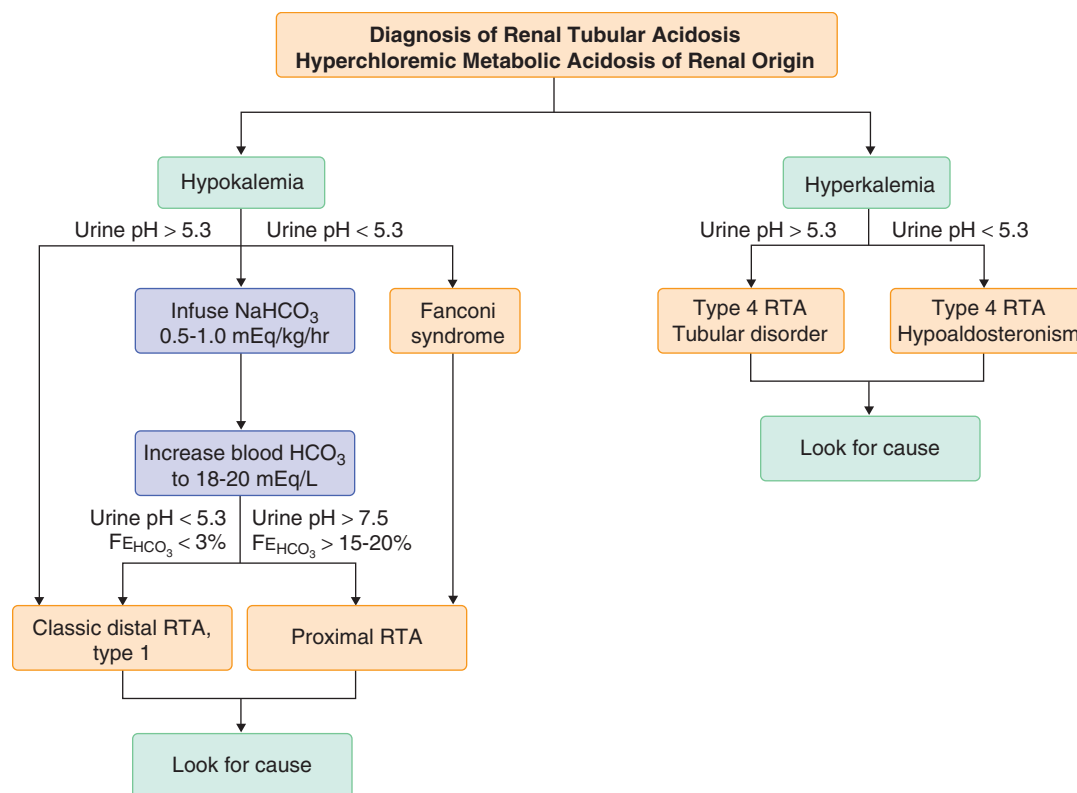 Diagnosis of Renal Tubular Acidosis
Hyperchloremic Metabolic Acidosis of Renal Origin
Hypokalemia
Hyperkalemia
Urine pH > 5.3
Urine pH < 5.3
Urine pH > 5.3
Urine pH < 5.3
Infuse NaHCO₃
0.5-1.0 mEq/kg/hr
Fanconi
syndrome
Type 4 RTA
Tubular disorder
Type 4 RTA
Hypoaldosteronism
Increase blood HCO₃
to 18-20 mEq/L
Look for cause
Urine pH < 5.3
FE_HCO₃ < 3%
Urine pH > 7.5
FE_HCO₃ > 15-20%
Classic distal RTA,
type 1
Proximal RTA
Look for cause